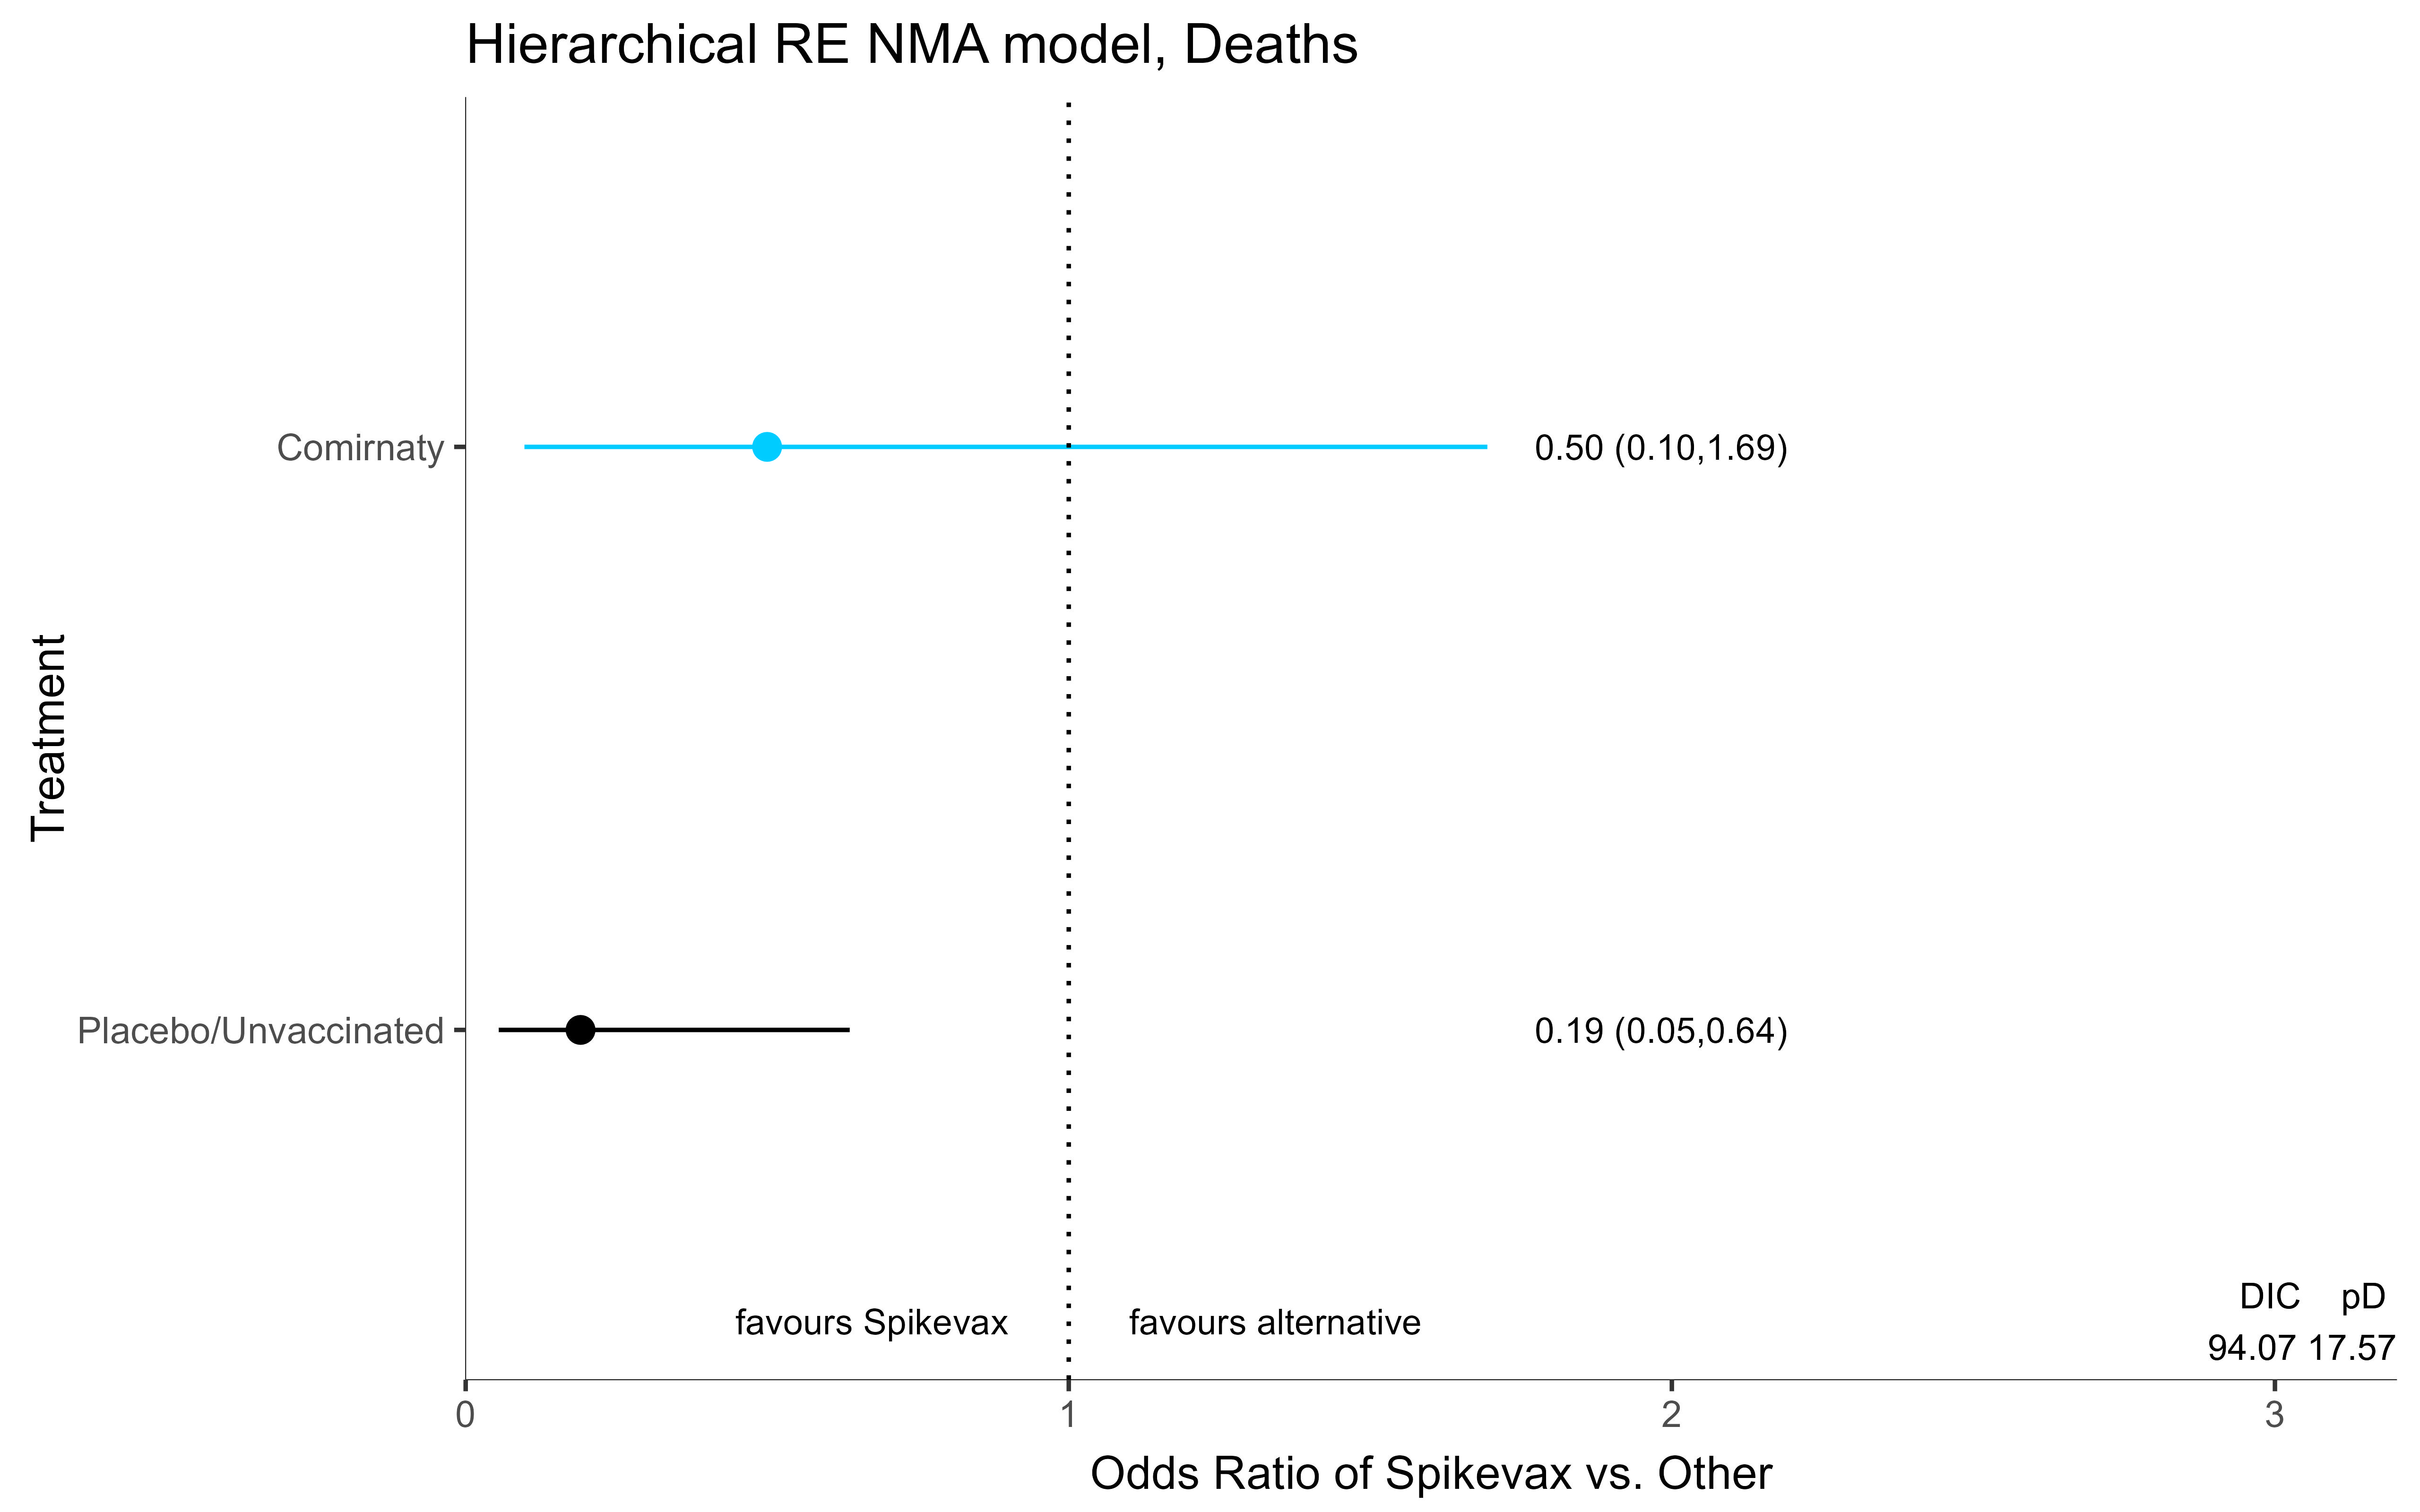 Hierarchical RE NMA model, Deaths
Comirnaty
0.50 (0.10,1.69)
Treatment
Placebo/Unvaccinated
0.19 (0.05,0.64)
favours Spikevax
favours alternative
DIC pD
94.07 17.57
0 1 2 3
Odds Ratio of Spikevax vs. Other